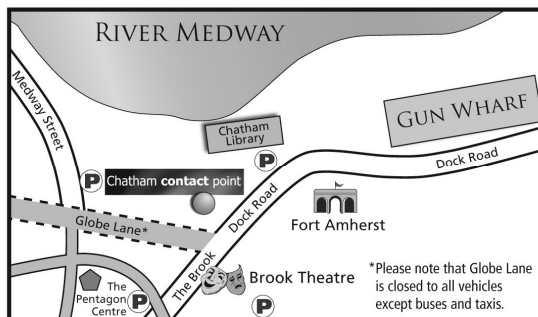 RIVER MEDWAY
Medway Street
GUN WHARF
Chatham
Library
P
Dock Road
P
Chatham contact point
Dock Road
Fort Amherst
Globe Lane*
The Brook
Brook Theatre
*Please note that Globe Lane
is closed to all vehicles
except buses and taxis.
The
Pentagon
Centre
P
P